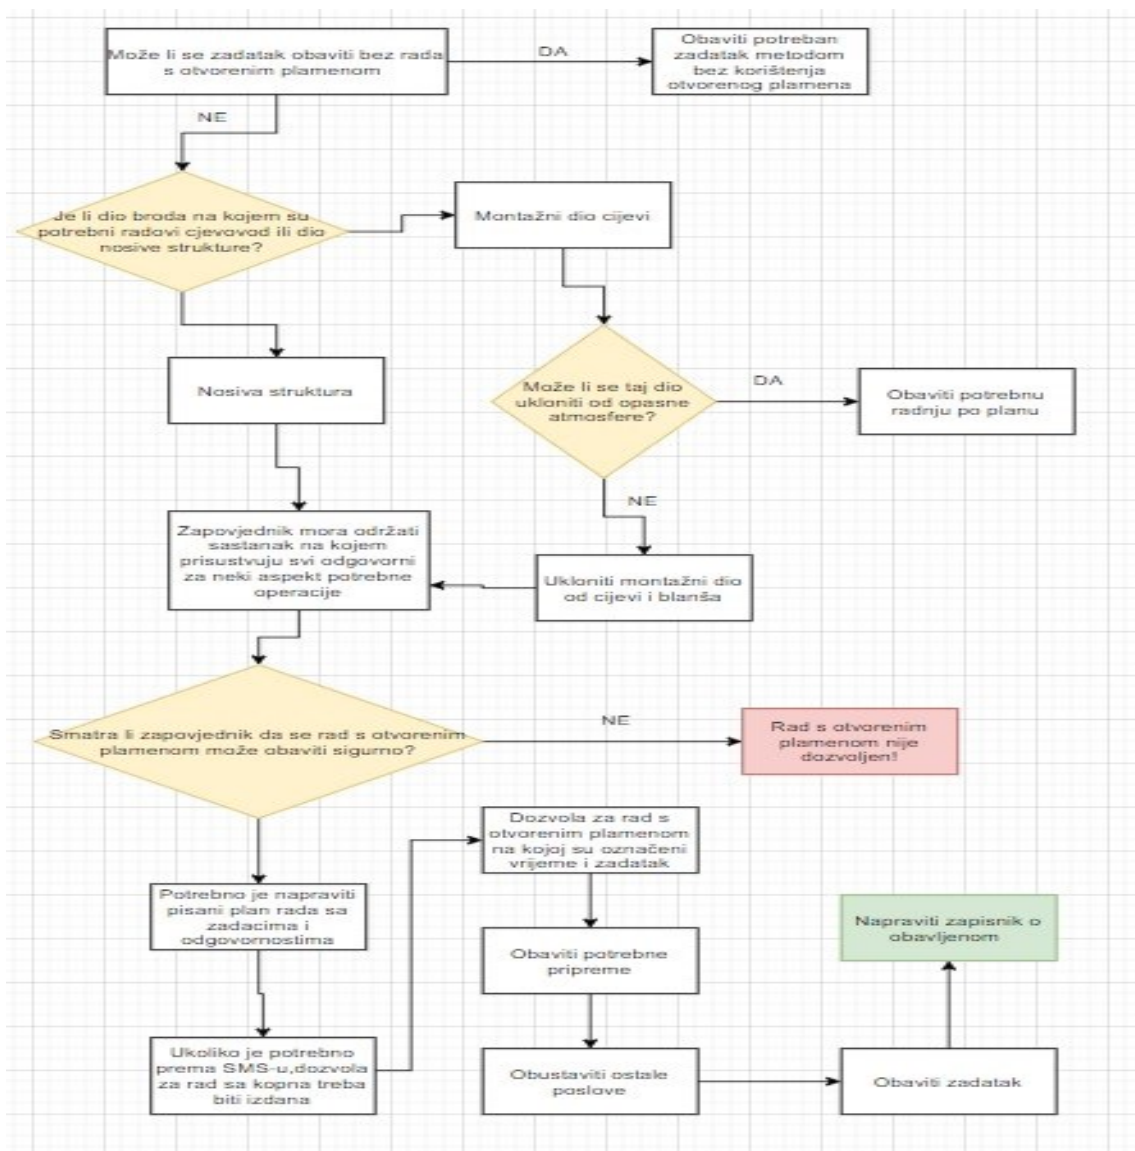 Može li se zadatak obaviti bez rada
s otvorenim plamenom
DA
Obaviti potreban
zadatak metodom
bez korištenja
otvorenog plamena
NE
Je li dio broda na kojem su
potrebni radovi cjevovod ili dio
nosive strukture?
Montažni dio cijevi
Nosiva struktura
Može li se taj dio
ukloniti od opasne
atmosfere?
DA
Obaviti potrebnu
radnju po planu
NE
Zapovjednik mora održati
sastanak na kojem
prisustvuju svi odgovorni
za neki aspekt potrebne
operacije
Ukloniti montažni dio
od cijevi i blanša
Smatra li zapovjednik da se rad s otvorenim
plamenom može obaviti sigurno?
NE
Rad s otvorenim
plamenom nije
dozvoljen!
Potrebno je napraviti
pisani plan rada sa
zadacima i
odgovornostima
Dozvola za rad s
otvorenim plamenom
na kojoj su označeni
vrijeme i zadatak
Obaviti potrebne
pripreme
Napraviti zapisnik o
obavljenom
Ukoliko je potrebno
prema SMS-u,dozvola
za rad sa kopna treba
biti izdana
Obustaviti ostale
poslove
Obaviti zadatak